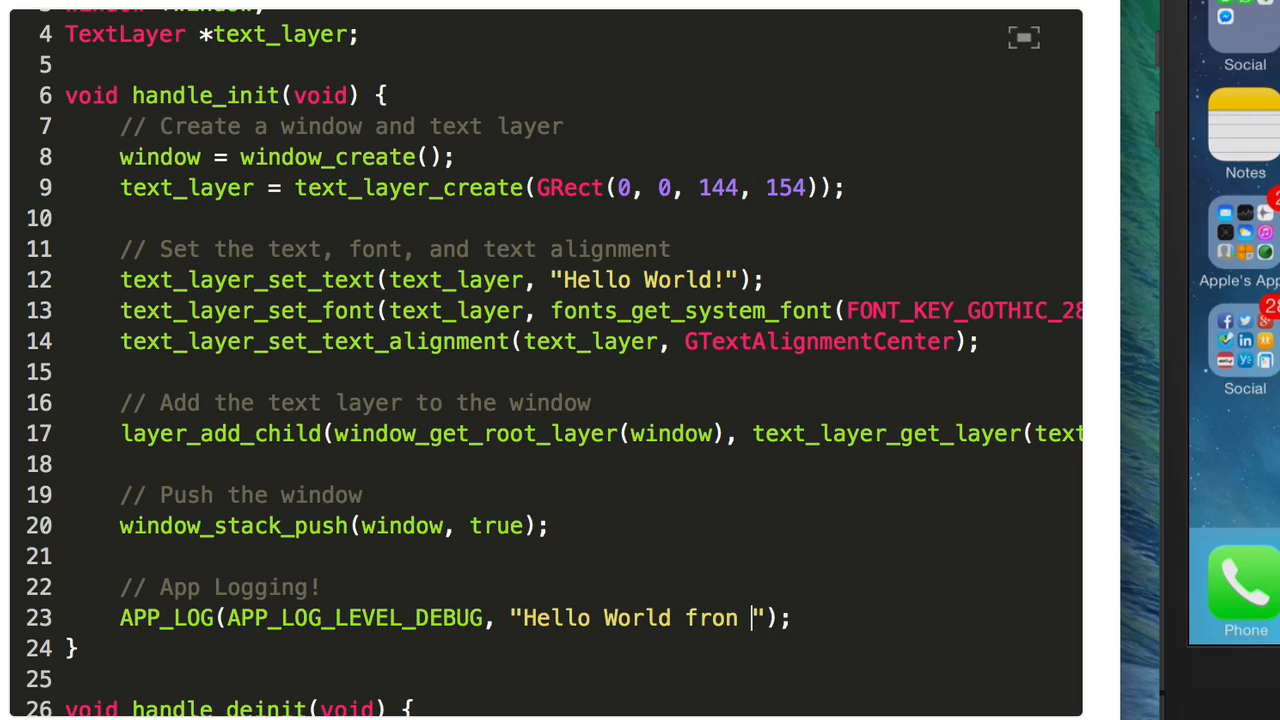 4 TextLayer *text_layer;
5
6 void handle_init(void) {
7 // Create a window and text layer
8 window = window_create();
9 text_layer = text_layer_create(GRect(0, 0, 144, 154));
10
11 // Set the text, font, and text alignment
12 text_layer_set_text(text_layer, "Hello World!");
13 text_layer_set_font(text_layer, fonts_get_system_font(FONT_KEY_GOTHIC_28
14 text_layer_set_text_alignment(text_layer, GTextAlignmentCenter);
15
16 // Add the text layer to the window
17 layer_add_child(window_get_root_layer(window), text_layer_get_layer(text
18
19 // Push the window
20 window_stack_push(window, true);
21
22 // App Logging!
23 APP_LOG(APP_LOG_LEVEL_DEBUG, "Hello World fron ");
24 }
25
26 void handle_deinit(void) {
Social
Notes
Apple's App
28
Social
Phone